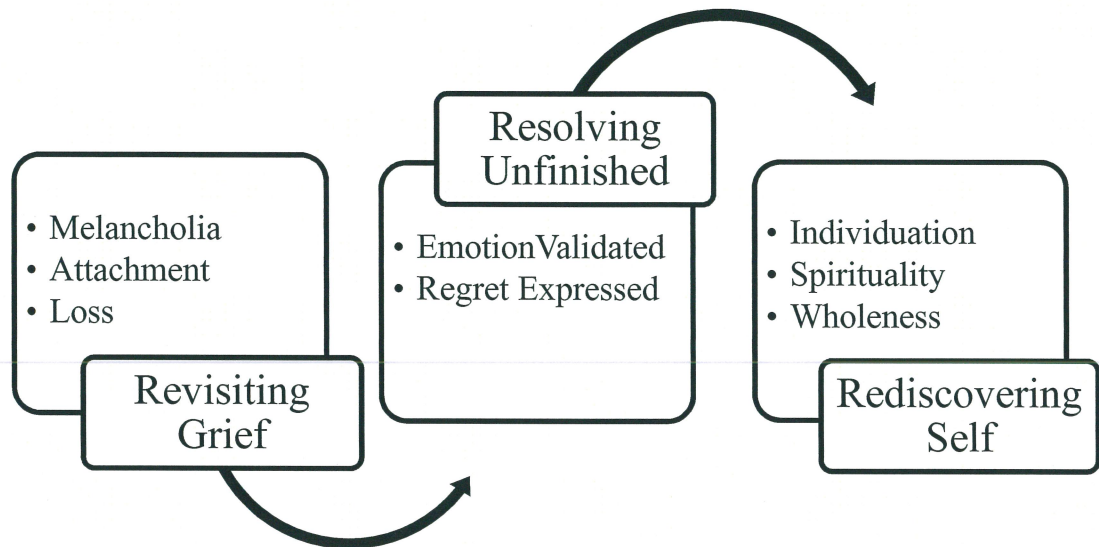 • Melancholia
• Attachment
• Loss
Revisiting
Grief
Resolving
Unfinished
• EmotionValidated
• Regret Expressed
• Individuation
• Spirituality
• Wholeness
Rediscovering
Self